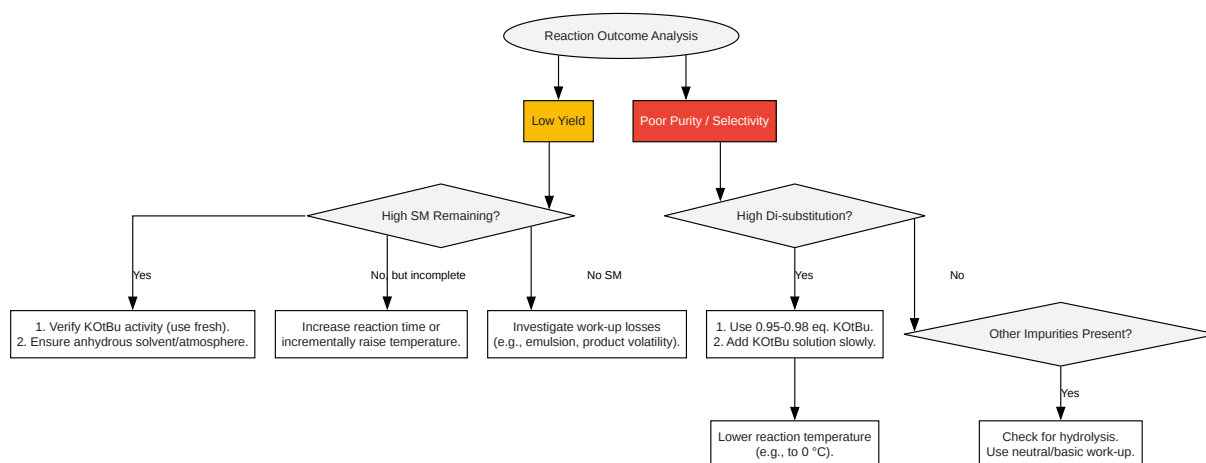 Reaction Outcome Analysis
Low Yield
Poor Purity / Selectivity
High SM Remaining?
High Di-substitution?
Yes
No, but incomplete
No SM
Yes
No
1. Verify KOtBu activity (use fresh).
2. Ensure anhydrous solvent/atmosphere.
Increase reaction time or
incrementally raise temperature.
Investigate work-up losses
(e.g., emulsion, product volatility).
1. Use 0.95-0.98 eq. KOtBu.
2. Add KOtBu solution slowly.
Other Impurities Present?
Yes
Lower reaction temperature
(e.g., to 0 °C).
Check for hydrolysis.
Use neutral/basic work-up.